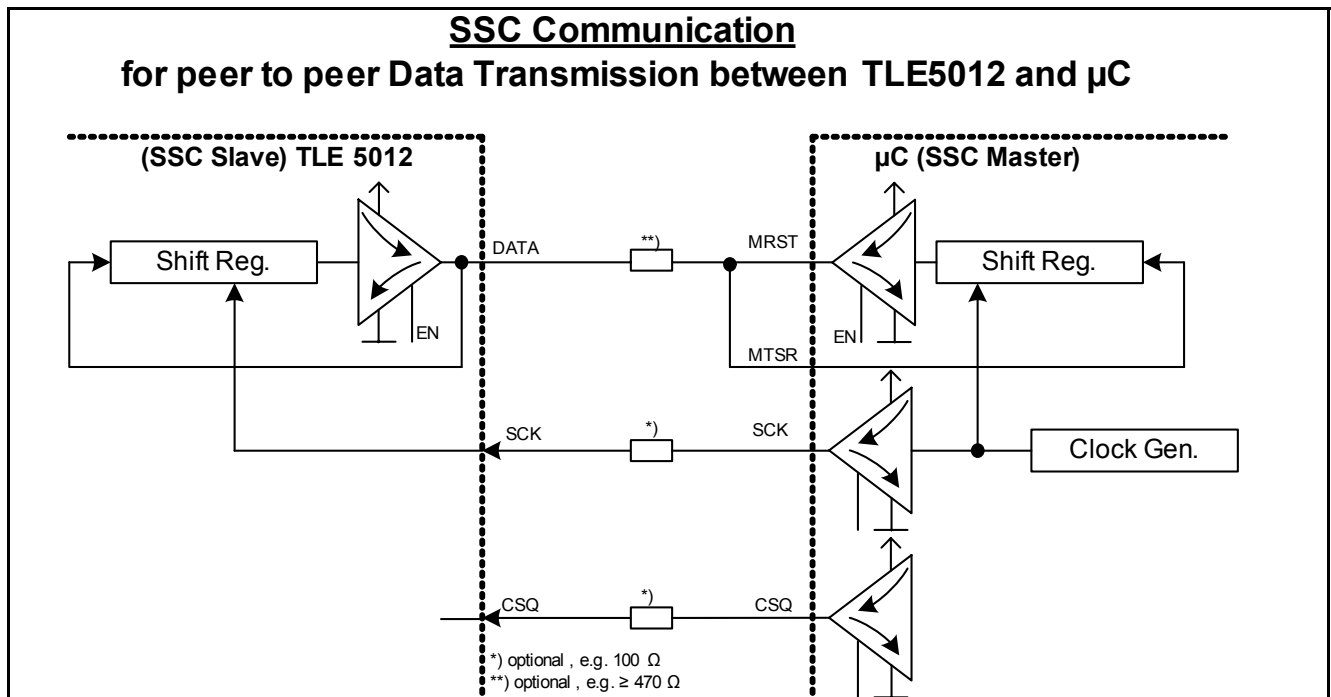 SSC Communication
for peer to peer Data Transmission between TLE5012 and µC
(SSC Slave) TLE 5012
µC (SSC Master)
Shift Reg.
EN
DATA
**)
MRST
Shift Reg.
EN
MTSR
SCK
*)
SCK
Clock Gen.
CSQ
*)
CSQ
*) optional , e.g. 100 Ω
**) optional , e.g. ≥ 470 Ω